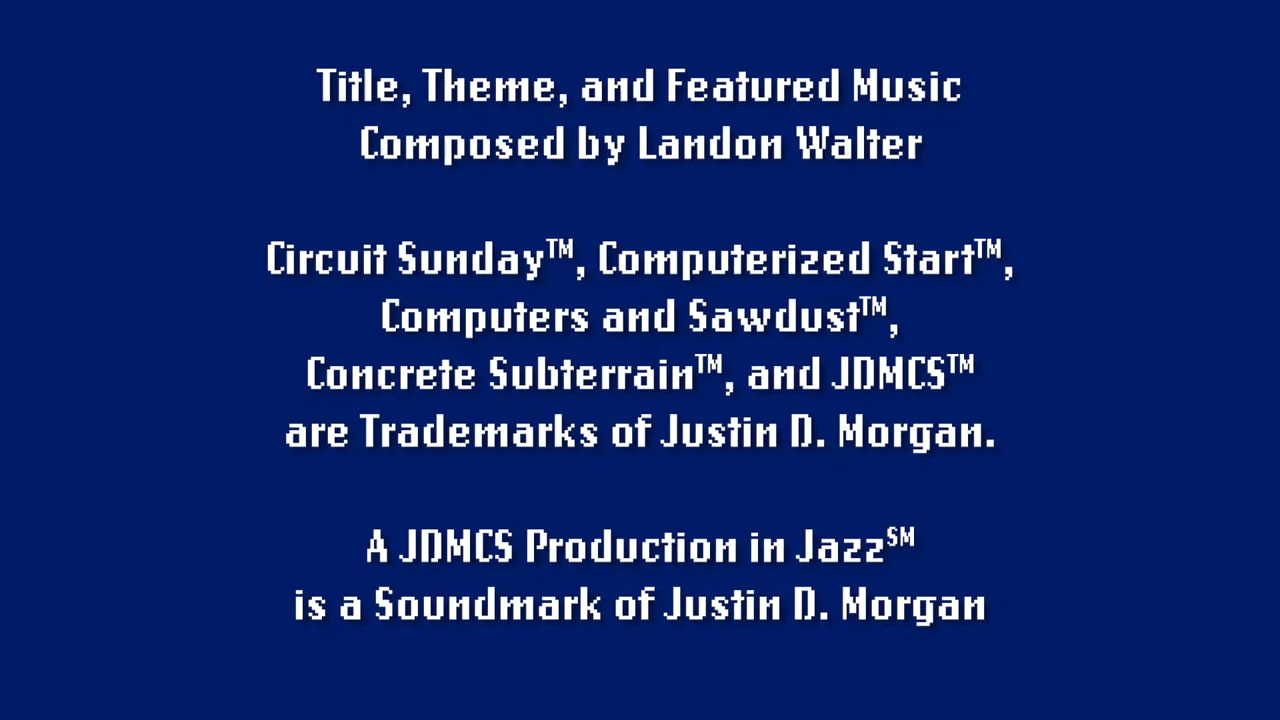 Title, Theme, and Featured Music
Composed by Landon Walter
Circuit Sunday™, Computerized Start™,
Computers and Sawdust™,
Concrete Subterrain™, and JDMCS™
are Trademarks of Justin D. Morgan.
A JDMCS Production in Jazz℠
is a Soundmark of Justin D. Morgan